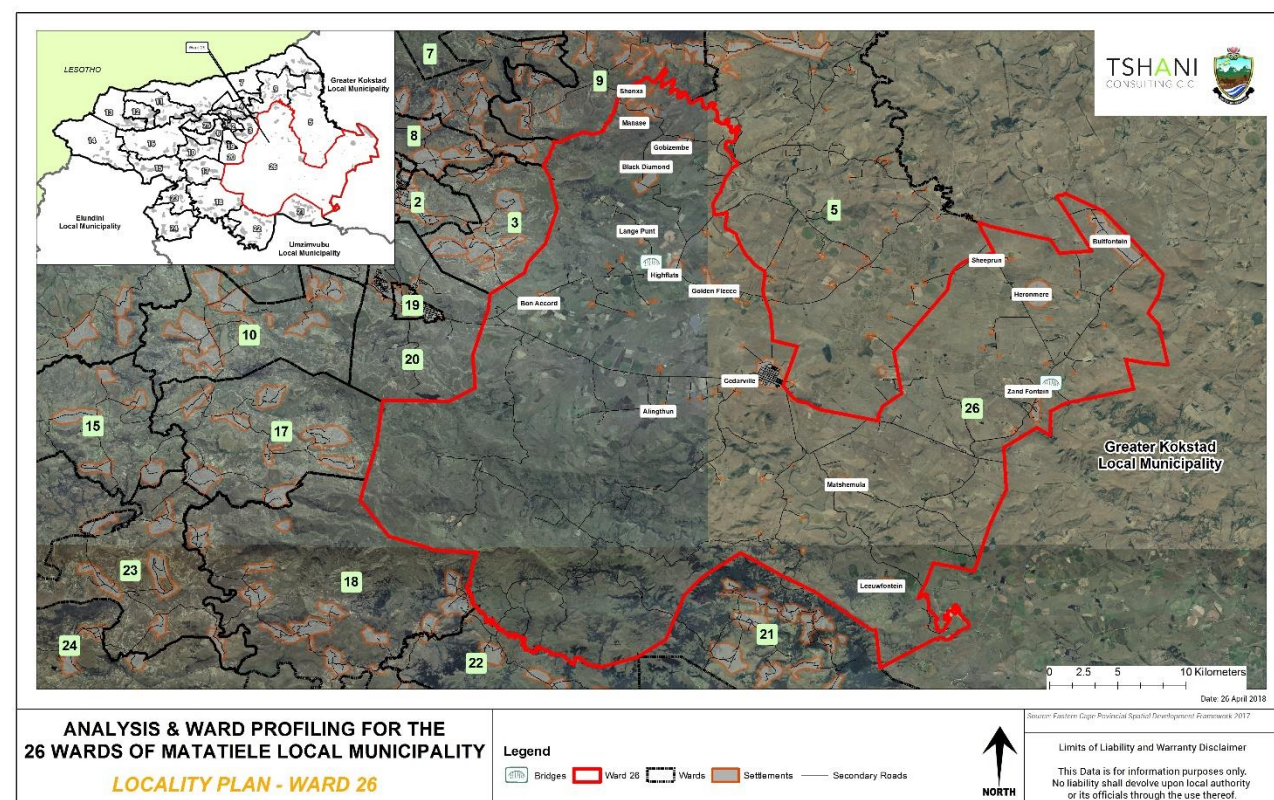 LESOTHO
Greater Kokstad
Local Municipality
Elundini
Local Municipality
Umzimvubu
Local Municipality
7
8
9
2
3
5
19
20
10
15
17
26
23
18
24
22
21
Shenxa
Manase
Gobizembe
Black Diamond
Lange Punt
Highflats
Golden Fleece
Bon Accord
Cedarville
Alingthun
Matshemula
Leeuwfontein
Sheeprun
Bultfontein
Heronmere
Zand Fontein
Greater Kokstad
Local Municipality
TSHANI
CONSULTING C.C
0 2.5 5 10 Kilometers
Date: 26 April 2018
ANALYSIS & WARD PROFILING FOR THE
26 WARDS OF MATATIELE LOCAL MUNICIPALITY
LOCALITY PLAN - WARD 26
Legend
Bridges Ward 26 Wards Settlements Secondary Roads
NORTH
Source: Eastern Cape Provincial Spatial Development Framework 2017
Limits of Liability and Warranty Disclaimer
This Data is for information purposes only.
No liability shall devolve upon local authority
or its officials through the use thereof.